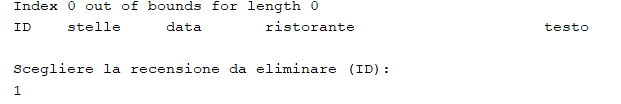 Index 0 out of bounds for length 0
ID stelle data ristorante testo
Scegliere la recensione da eliminare (ID):
1